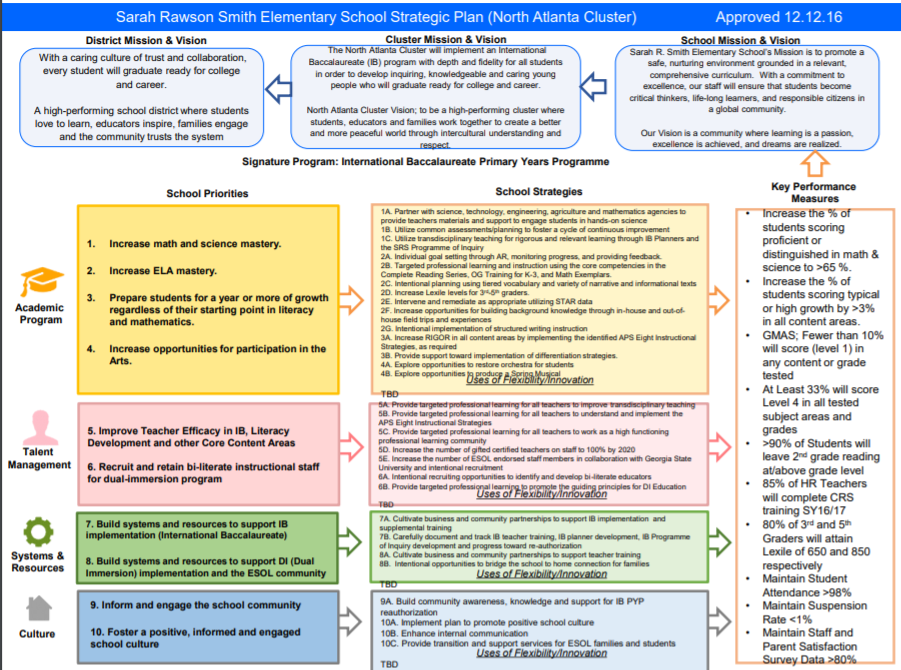 Sarah Rawson Smith Elementary School Strategic Plan (North Atlanta Cluster) Approved 12.12.16
District Mission & Vision
With a caring culture of trust and collaboration,
every student will graduate ready for college
and career.
A high-performing school district where students
love to learn, educators inspire, families engage
and the community trusts the system
Cluster Mission & Vision
The North Atlanta Cluster will implement an International
Baccalaureate (IB) program with depth and fidelity for all students
in order to develop inquiring, knowledgeable and caring young
people who will graduate ready for college and career.
North Atlanta Cluster Vision; to be a high-performing cluster where
students, educators and families work together to create a better
and more peaceful world through intercultural understanding and
respect.
School Mission & Vision
Sarah R. Smith Elementary School's Mission is to promote a
safe, nurturing environment grounded in a relevant,
comprehensive curriculum. With a commitment to
excellence, our staff will ensure that students become
critical thinkers, life-long learners, and responsible citizens in
a global community.
Our Vision is a community where learning is a passion,
excellence is achieved, and dreams are realized.
Signature Program: International Baccalaureate Primary Years Programme
School Priorities
School Strategies
Key Performance
Measures
Academic
Program
1. Increase math and science mastery.
2. Increase ELA mastery.
3. Prepare students for a year or more of growth
regardless of their starting point in literacy
and mathematics.
4. Increase opportunities for participation in the
Arts.
1A. Partner with science, technology, engineering, agriculture and mathematics agencies to
provide teachers materials and support to engage students in hands-on science
1B. Utilize common assessments/planning to foster a cycle of continuous improvement
1C. Utilize transdisciplinary teaching for rigorous and relevant learning through IB Planners and
the SRS Programme of Inquiry
2A. Individual goal setting through AR, monitoring progress, and providing feedback.
2B. Targeted professional learning and instruction using the core competencies in the
Complete Reading Series, OG Training for K-3, and Math Exemplars.
2C. Intentional planning using tiered vocabulary and variety of narrative and informational texts
2D. Increase Lexile levels for 3rd-5th graders.
2E. Intervene and remediate as appropriate utilizing STAR data
2F. Increase opportunities for building background knowledge through in-house and out-of-
house field trips and experiences
2G. Intentional implementation of structured writing instruction
3A. Increase RIGOR in all content areas by implementing the identified APS Eight Instructional
Strategies, as required
3B. Provide support toward implementation of differentiation strategies.
4A. Explore opportunities to restore orchestra for students
4B. Explore opportunities to produce a Spring Musical
Uses of Flexibility/Innovation
TBD
Talent
Management
5. Improve Teacher Efficacy in IB, Literacy
Development and other Core Content Areas
6. Recruit and retain bi-literate instructional staff
for dual-immersion program
5A. Provide targeted professional learning for all teachers to improve transdisciplinary teaching
5B. Provide targeted professional learning for all teachers to understand and implement the
APS Eight Instructional Strategies
5C. Provide targeted professional learning for all teachers to work as a high functioning
professional learning community
5D. Increase the number of gifted certified teachers on staff to 100% by 2020
5E. Increase the number of ESOL endorsed staff members in collaboration with Georgia State
University and intentional recruitment
6A. Intentional recruiting opportunities to identify and develop bi-literate educators
6B. Provide targeted professional learning to promote the guiding principles for DI Education
Uses of Flexibility/Innovation
TBD
Systems &
Resources
7. Build systems and resources to support IB
implementation (International Baccalaureate)
8. Build systems and resources to support DI (Dual
Immersion) implementation and the ESOL community
7A. Cultivate business and community partnerships to support IB implementation and
supplemental training
7B. Carefully document and track IB teacher training, IB planner development, IB Programme
of Inquiry development and progress toward re-authorization
8A. Cultivate business and community partnerships to support teacher training
8B. Intentional opportunities to bridge the school to home connection for families
Uses of Flexibility/Innovation
TBD
Culture
9. Inform and engage the school community
10. Foster a positive, informed and engaged
school culture
9A. Build community awareness, knowledge and support for IB PYP
reauthorization
10A. Implement plan to promote positive school culture
10B. Enhance internal communication
10C. Provide transition and support services for ESOL families and students
Uses of Flexibility/Innovation
TBD
• Increase the % of
students scoring
proficient or
distinguished in math &
science to >65 %.
• Increase the % of
students scoring typical
or high growth by >3%
in all content areas.
• GMAS; Fewer than 10%
will score (level 1) in
any content or grade
tested
• At Least 33% will score
Level 4 in all tested
subject areas and
grades
• >90% of Students will
leave 2nd grade reading
at/above grade level
• 85% of HR Teachers
will complete CRS
training SY16/17
• 80% of 3rd and 5th
Graders will attain
Lexile of 650 and 850
respectively
• Maintain Student
Attendance >98%
• Maintain Suspension
Rate <1%
• Maintain Staff and
Parent Satisfaction
Survey Data >80%